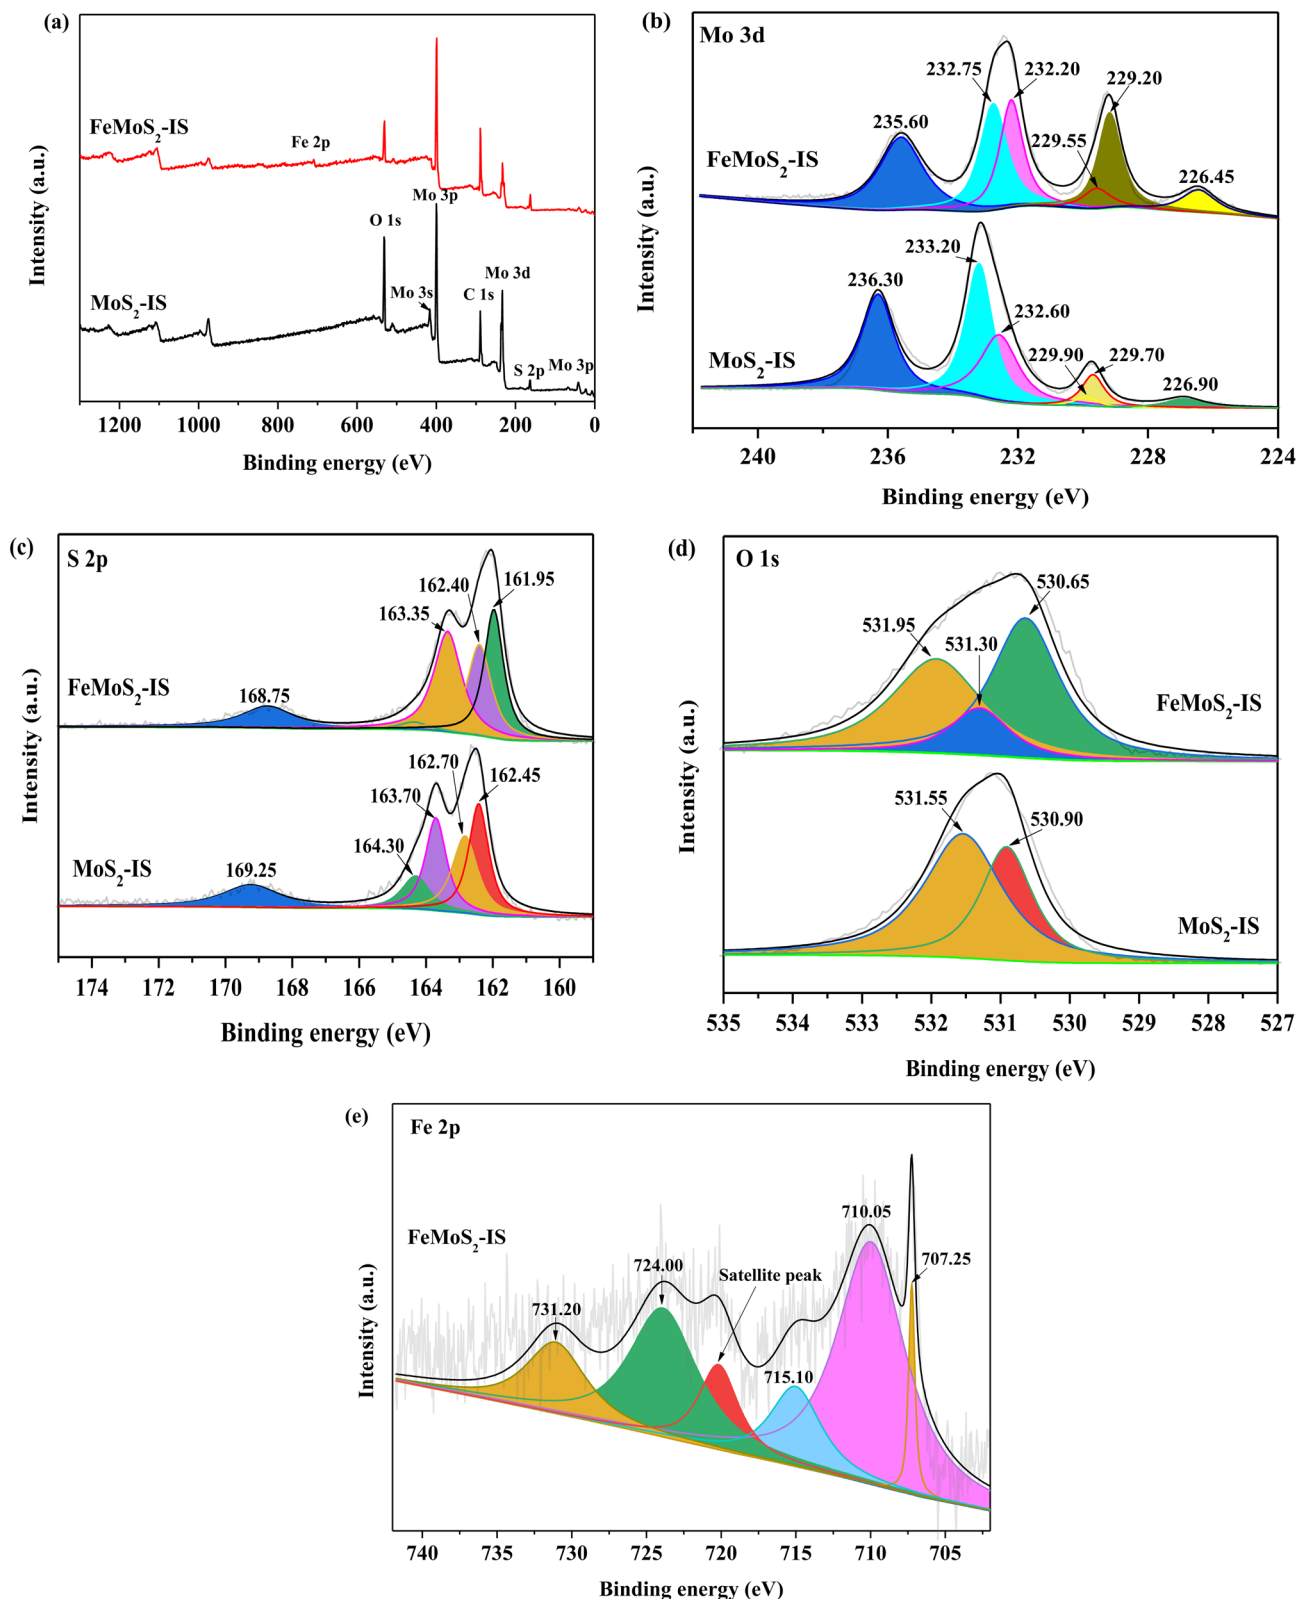 (a)
FeMoS2-IS
Fe 2p
Mo 3p
O 1s
Mo 3s
C 1s
Mo 3d
MoS2-IS
S 2p
Mo 3p
Intensity (a.u.)
1200 1000 800 600 400 200 0
Binding energy (eV)
(b)
Mo 3d
232.75 232.20
229.20
235.60
229.55
FeMoS2-IS
226.45
233.20
236.30
232.60
MoS2-IS
229.90 229.70
226.90
Intensity (a.u.)
240 236 232 228 224
Binding energy (eV)
(c)
S 2p
162.40 161.95
163.35
FeMoS2-IS
168.75
162.70
162.45
163.70
164.30
MoS2-IS
169.25
Intensity (a.u.)
174 172 170 168 166 164 162 160
Binding energy (eV)
(d)
O 1s
530.65
531.95
531.30
FeMoS2-IS
531.55
530.90
MoS2-IS
Intensity (a.u.)
535 534 533 532 531 530 529 528 527
Binding energy (eV)
(e)
Fe 2p
FeMoS2-IS
710.05
707.25
724.00
Satellite peak
731.20
715.10
Intensity (a.u.)
740 735 730 725 720 715 710 705
Binding energy (eV)